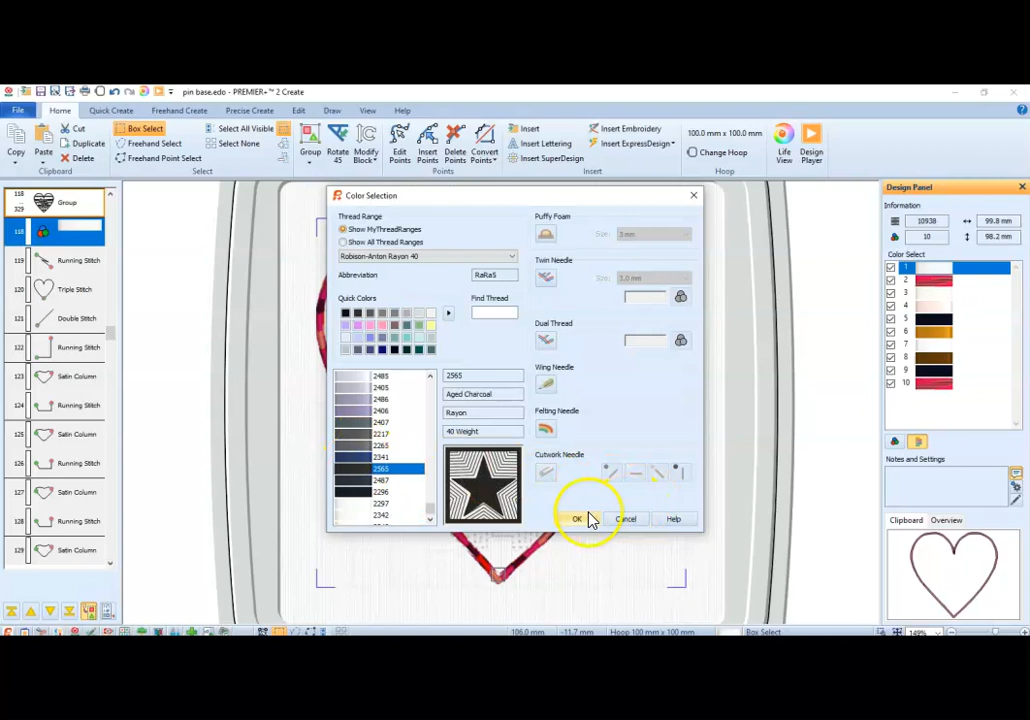 pin base.edo - PREMIER+™ 2 Create
File Home Quick Create Freehand Create Precise Create Edit Draw View Help
Copy
Paste
Cut
Duplicate
Delete
Clipboard
Box Select
Freehand Select
Freehand Point Select
Select All Visible
Select None
Select
Group
Rotate 45
Modify Block
Edit Points
Insert Points
Delete Points
Convert Points
Points
Insert
Insert Lettering
Insert SuperDesign
Insert Embroidery
Insert ExpressDesign
Insert
100.0 mm x 100.0 mm
Change Hoop
Hoop
Life View
Design Player
118
329
Group
118
119 Running Stitch
120 Triple Stitch
121 Double Stitch
122 Running Stitch
Satin Column
Running Stitch
125 Satin Column
Running Stitch
127 Satin Column
Running Stitch
129 Satin Column
Color Selection
Thread Range
Show MyThreadRanges
Show All Thread Ranges
Robison-Anton Rayon 40
Abbreviation
RaRa5
Quick Colors
Find Thread
2485
2405
2486
2406
2407
2217
2265
2341
2565
2487
2296
2297
2342
2565
Aged Charcoal
Rayon
40 Weight
Puffy Foam
Size: 3 mm
Twin Needle
Size: 3.0 mm
Dual Thread
Wing Needle
Felting Needle
Cutwork Needle
OK
Cancel
Help
Design Panel
Information
10938
99.8 mm
10
98.2 mm
Color Select
1
2
3
4
5
6
7
8
9
10
Notes and Settings
Clipboard Overview
106.0 mm -11.7 mm Hoop 100 mm x 100 mm Box Select 149%